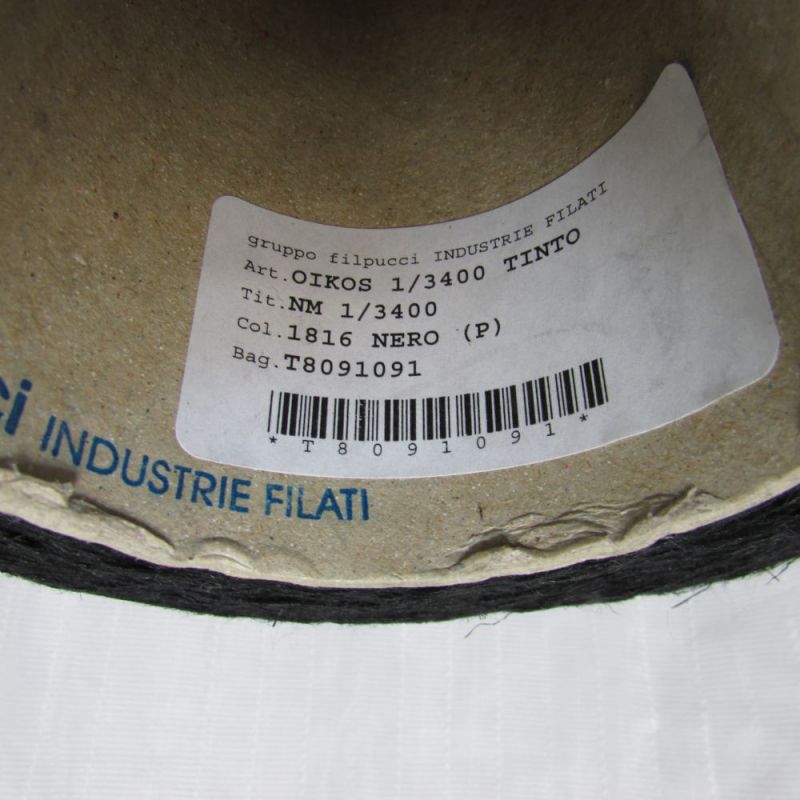 gruppo filpucci INDUSTRIE FILATI
Art.OIKOS 1/3400 TINTO
Tit.NM 1/3400
Col.1816 NERO (P)
Bag.T8091091
*T8091091*
ci INDUSTRIE FILATI